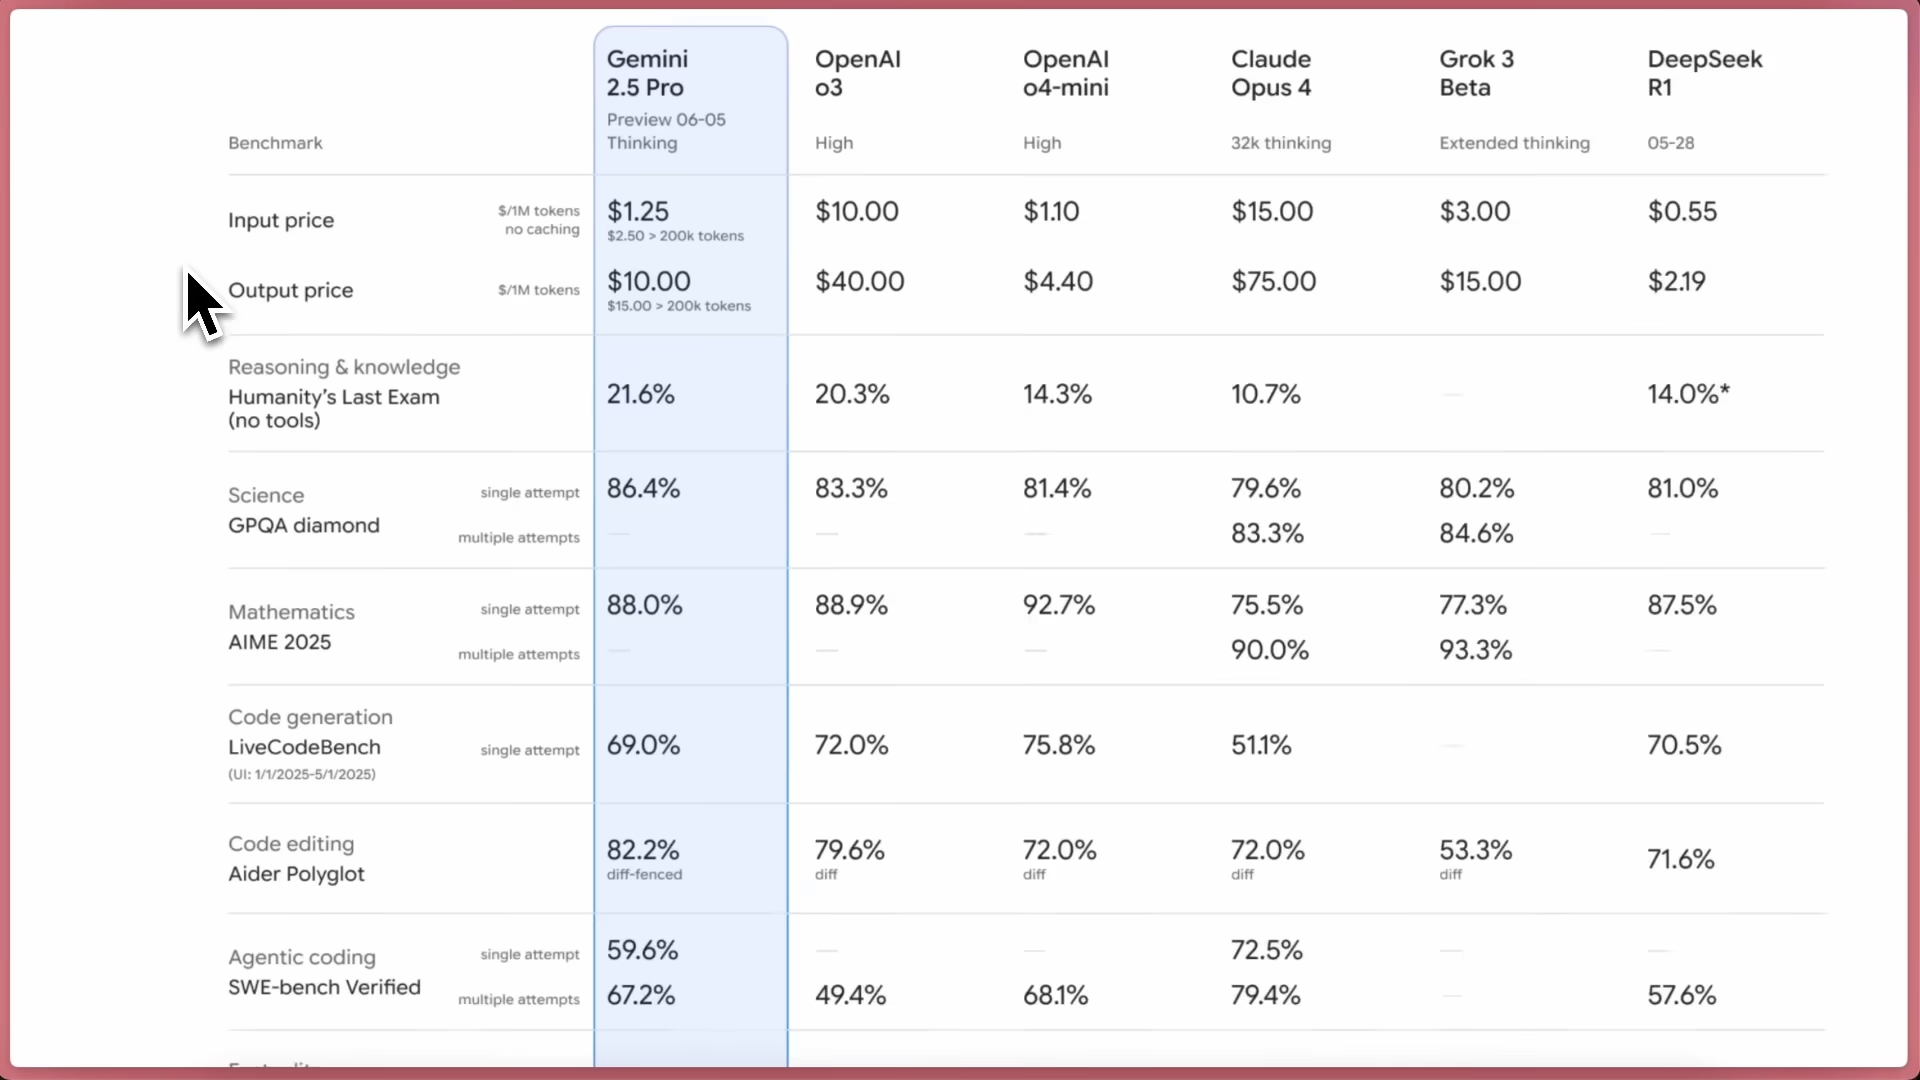 Gemini
2.5 Pro
Preview 06-05
Thinking
OpenAI
o3
High
OpenAI
o4-mini
High
Claude
Opus 4
32k thinking
Grok 3
Beta
Extended thinking
DeepSeek
R1
05-28
Benchmark
Input price
$/1M tokens
no caching
$1.25
$2.50 > 200k tokens
$10.00
$1.10
$15.00
$3.00
$0.55
Output price
$/1M tokens
$10.00
$15.00 > 200k tokens
$40.00
$4.40
$75.00
$15.00
$2.19
Reasoning & knowledge
Humanity’s Last Exam
(no tools)
21.6%
20.3%
14.3%
10.7%
—
14.0%*
Science
GPQA diamond
single attempt
86.4%
83.3%
81.4%
79.6%
80.2%
81.0%
multiple attempts
—
—
—
83.3%
84.6%
—
Mathematics
AIME 2025
single attempt
88.0%
88.9%
92.7%
75.5%
77.3%
87.5%
multiple attempts
—
—
—
90.0%
93.3%
—
Code generation
LiveCodeBench
(UI: 1/1/2025-5/1/2025)
single attempt
69.0%
72.0%
75.8%
51.1%
—
70.5%
Code editing
Aider Polyglot
82.2%
diff-fenced
79.6%
diff
72.0%
diff
72.0%
diff
53.3%
diff
71.6%
Agentic coding
SWE-bench Verified
single attempt
59.6%
—
—
72.5%
—
—
multiple attempts
67.2%
49.4%
68.1%
79.4%
—
57.6%